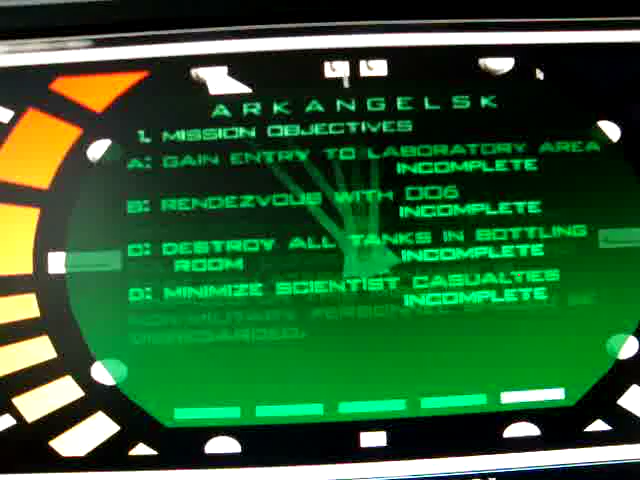 ARKANGELSK
1. MISSION OBJECTIVES
A: GAIN ENTRY TO LABORATORY AREA
INCOMPLETE
B: RENDEZVOUS WITH 006
INCOMPLETE
C: DESTROY ALL TANKS IN BOTTLING
ROOM INCOMPLETE
D: MINIMIZE SCIENTIST CASUALTIES
INCOMPLETE